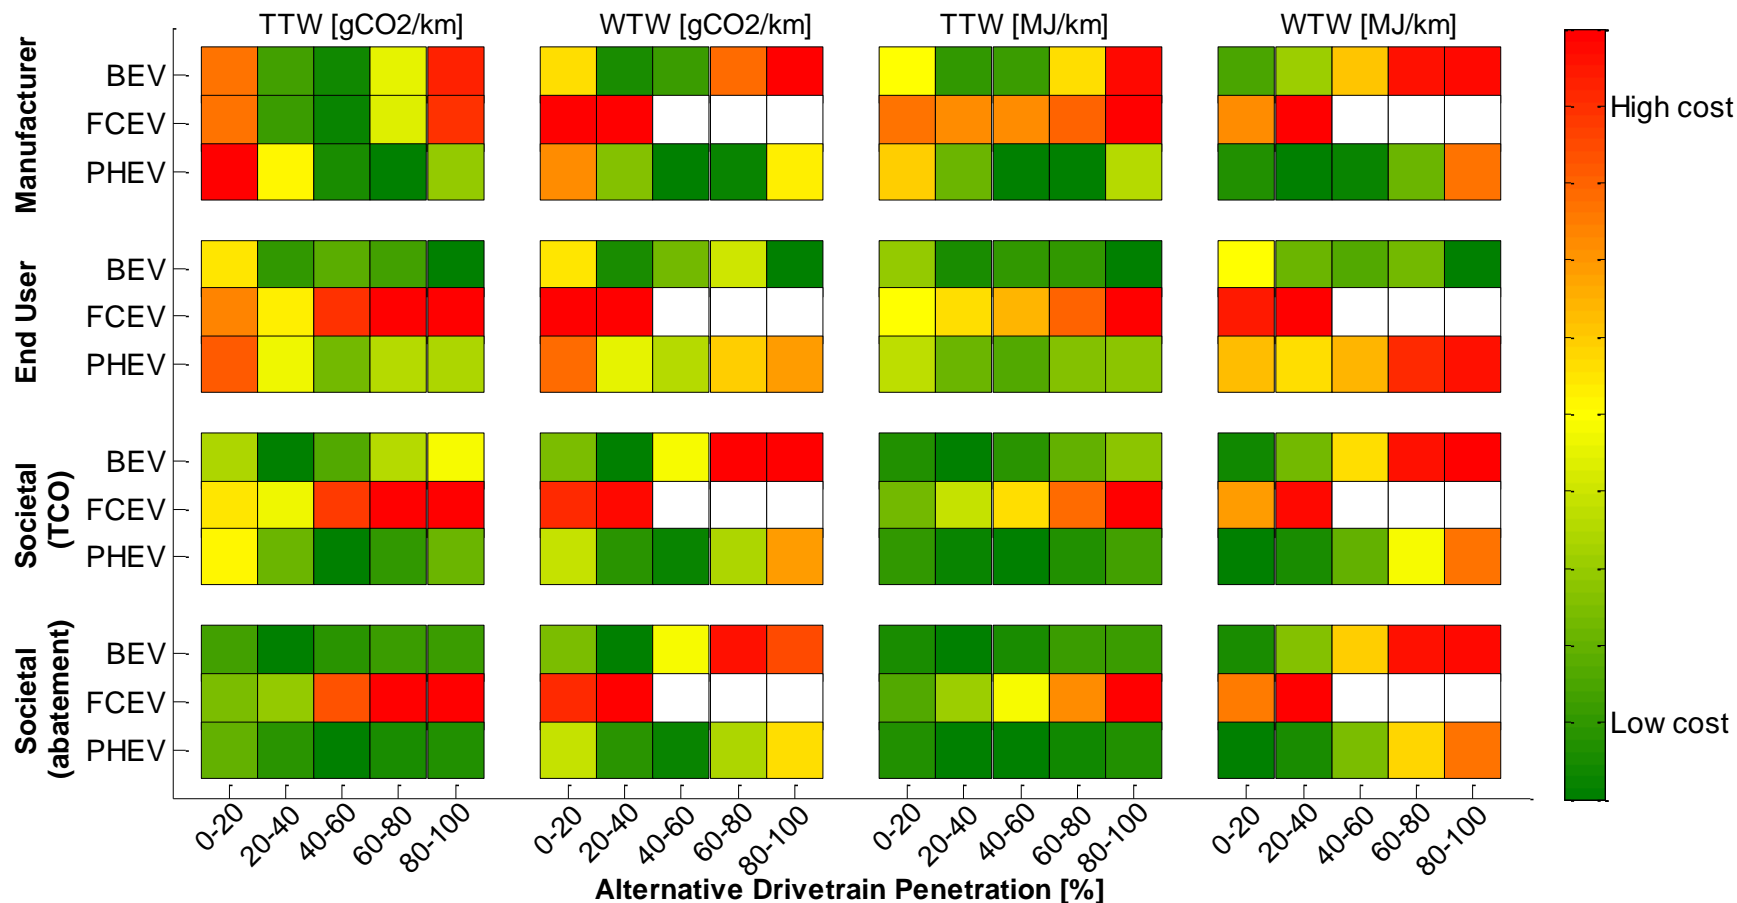 TTW [gCO2/km] WTW [gCO2/km] TTW [MJ/km] WTW [MJ/km]
Manufacturer
BEV
FCEV
PHEV
End User
BEV
FCEV
PHEV
Societal
(TCO)
BEV
FCEV
PHEV
Societal
(abatement)
BEV
FCEV
PHEV
High cost
Low cost
0-20 20-40 40-60 60-80 80-100 0-20 20-40 40-60 60-80 80-100 0-20 20-40 40-60 60-80 80-100 0-20 20-40 40-60 60-80 80-100
Alternative Drivetrain Penetration [%]